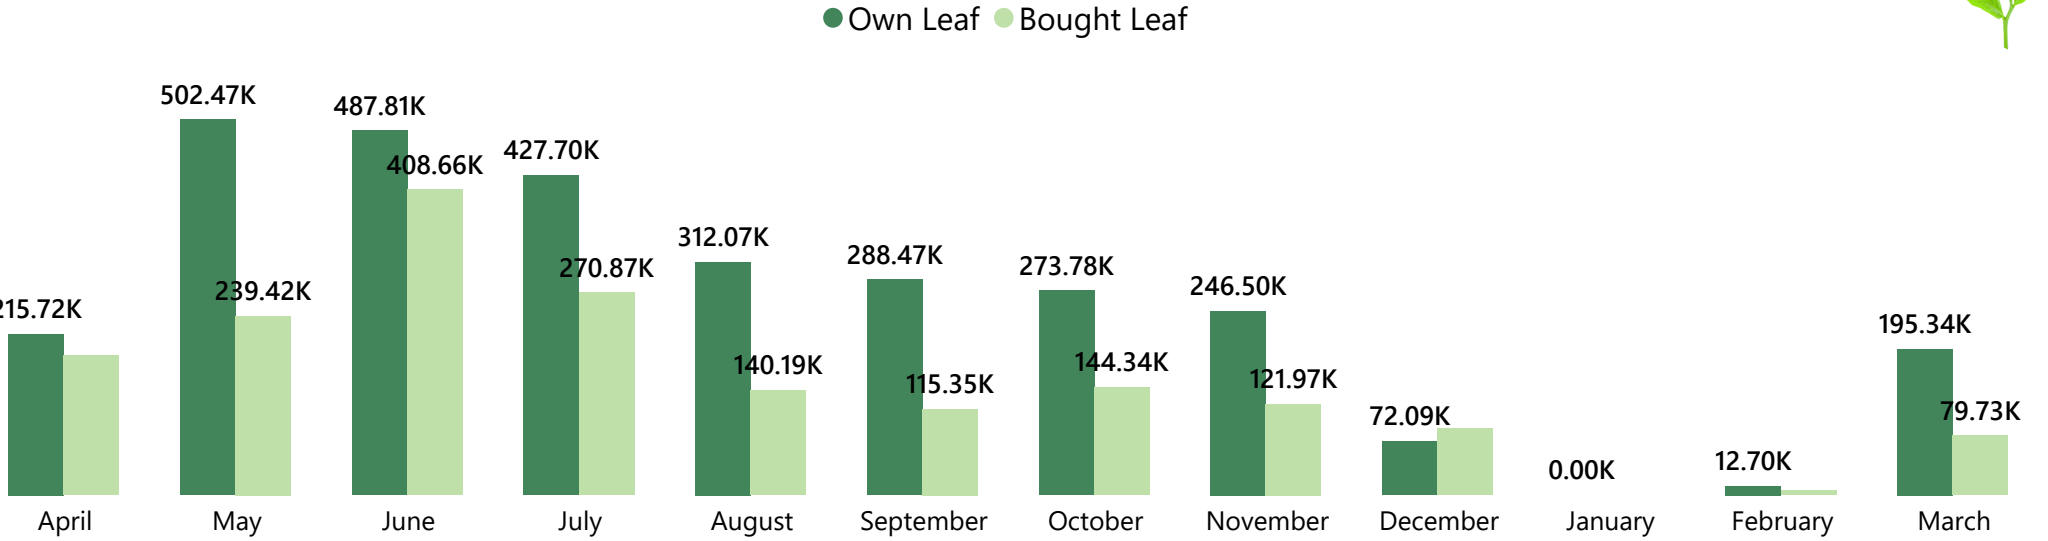 Own Leaf Bought Leaf
502.47K
487.81K
408.66K
427.70K
312.07K
270.87K
239.42K
215.72K
288.47K
273.78K
246.50K
140.19K
115.35K
144.34K
121.97K
72.09K
0.00K
12.70K
195.34K
79.73K
April May June July August September October November December January February March